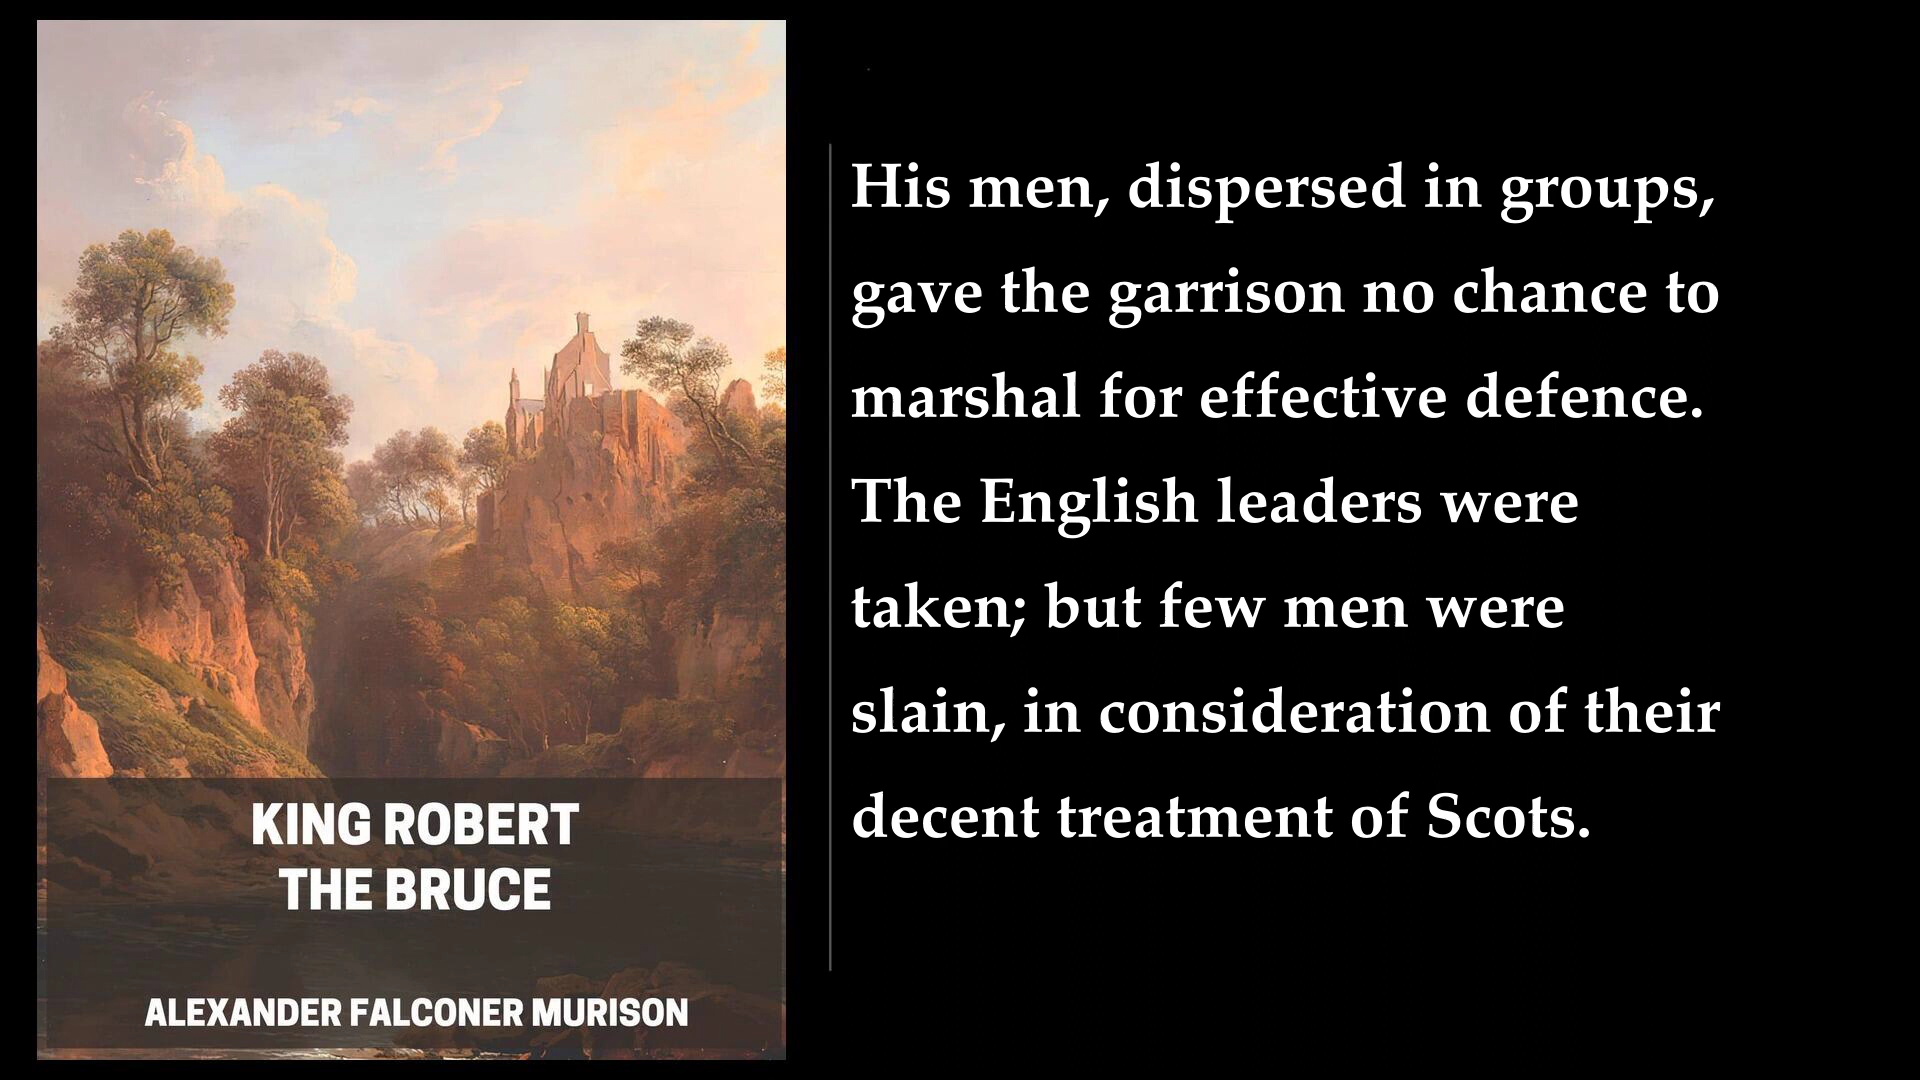 KING ROBERT
THE BRUCE
ALEXANDER FALCONER MURISON
His men, dispersed in groups,
gave the garrison no chance to
marshal for effective defence.
The English leaders were
taken; but few men were
slain, in consideration of their
decent treatment of Scots.